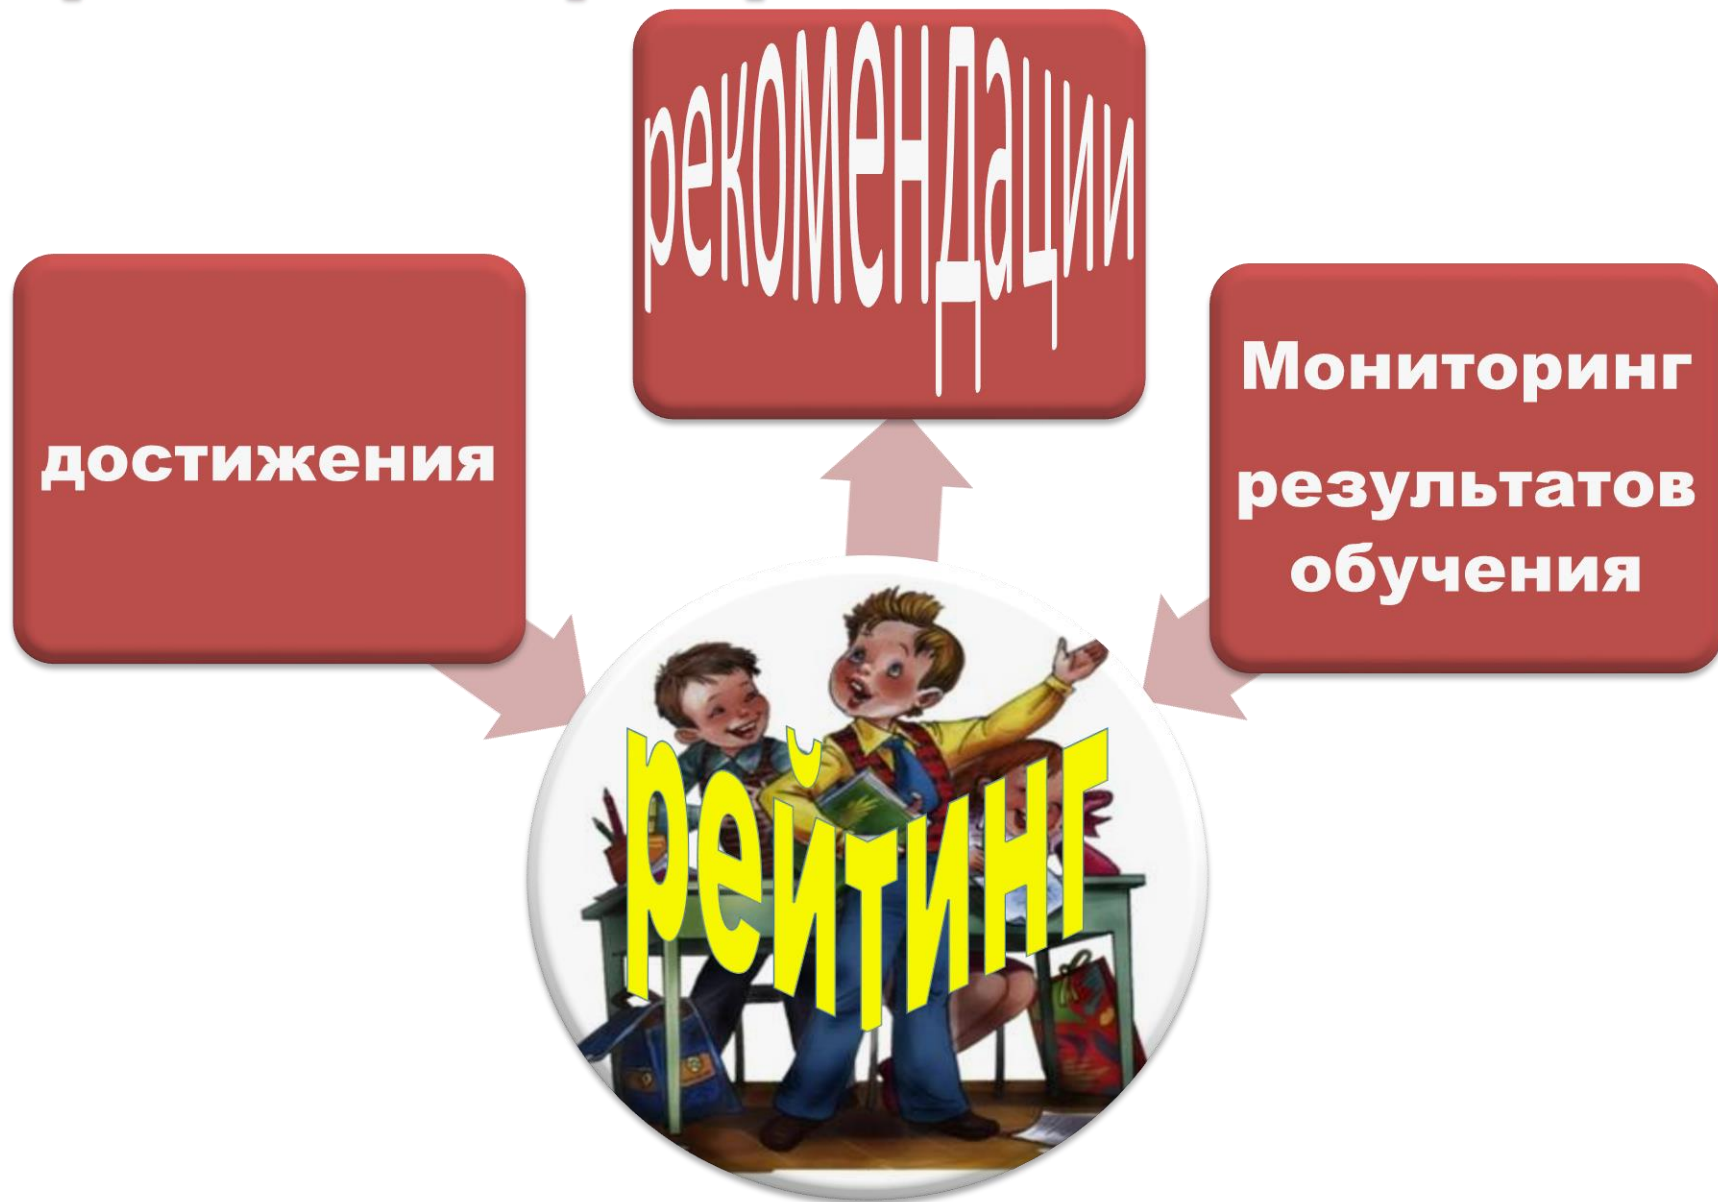 рекомендации
достижения
Мониторинг
результатов
обучения
рейтинг